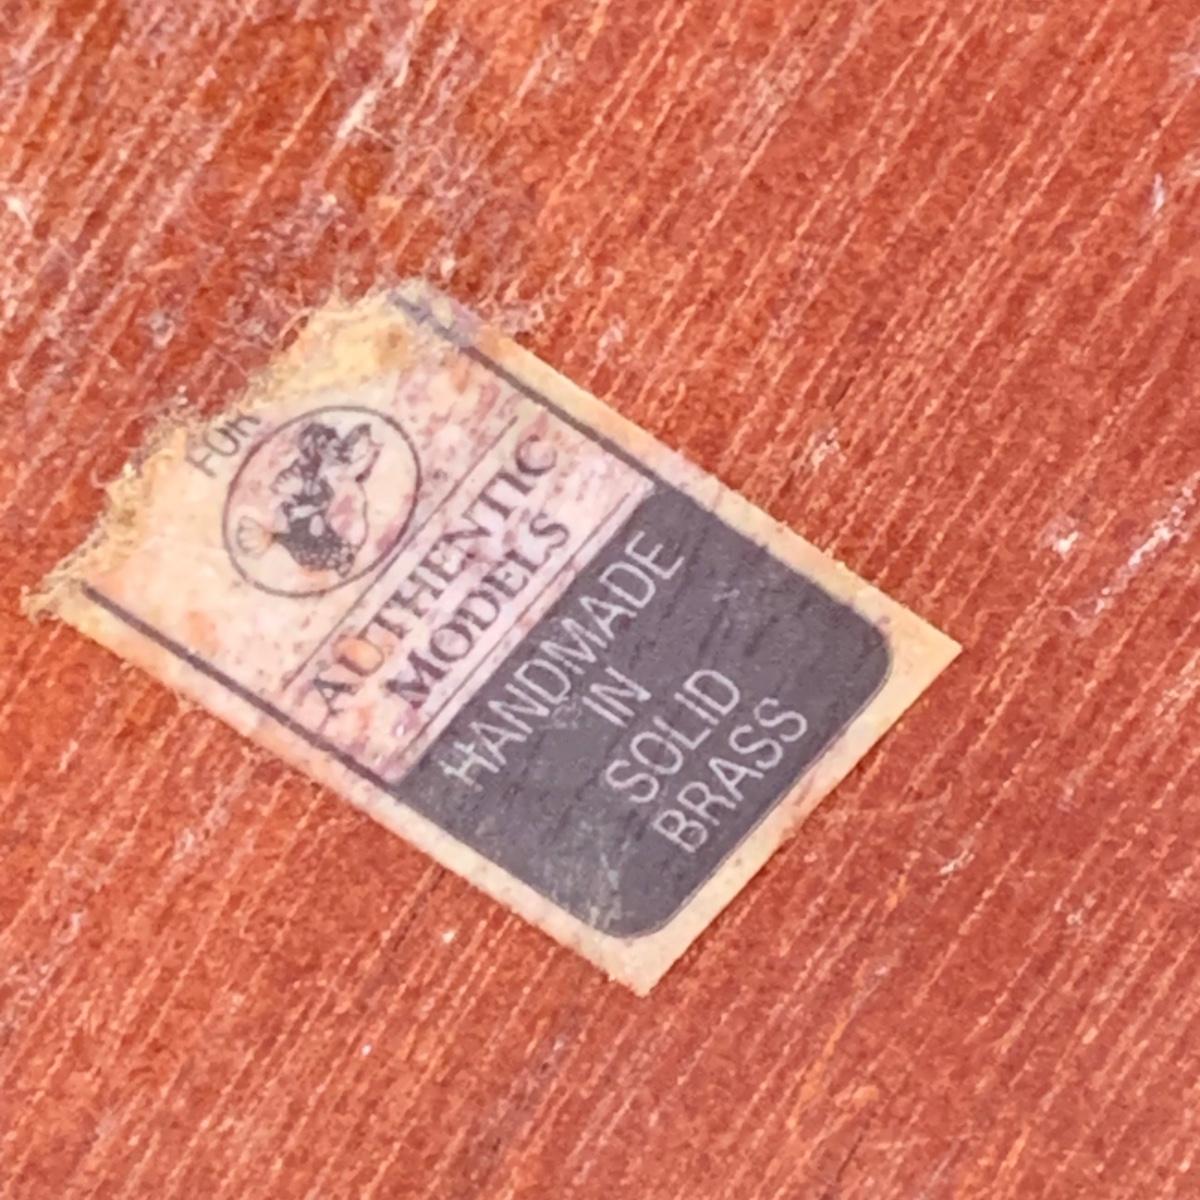 FOR
AUTHENTIC
MODELS
HANDMADE
IN
SOLID
BRASS